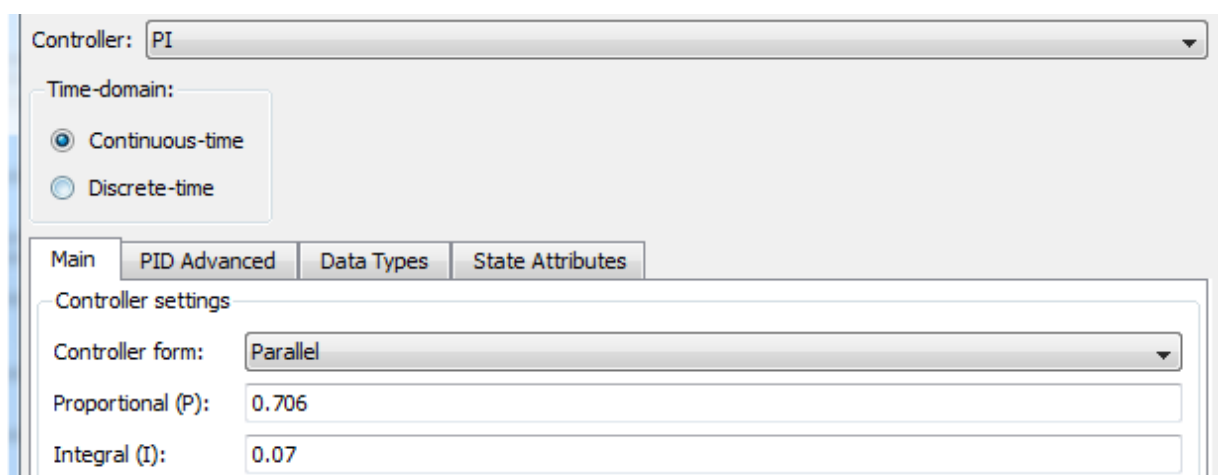 Controller: PI
Time-domain:
Continuous-time
Discrete-time
Main PID Advanced Data Types State Attributes
Controller settings
Controller form: Parallel
Proportional (P): 0.706
Integral (I): 0.07